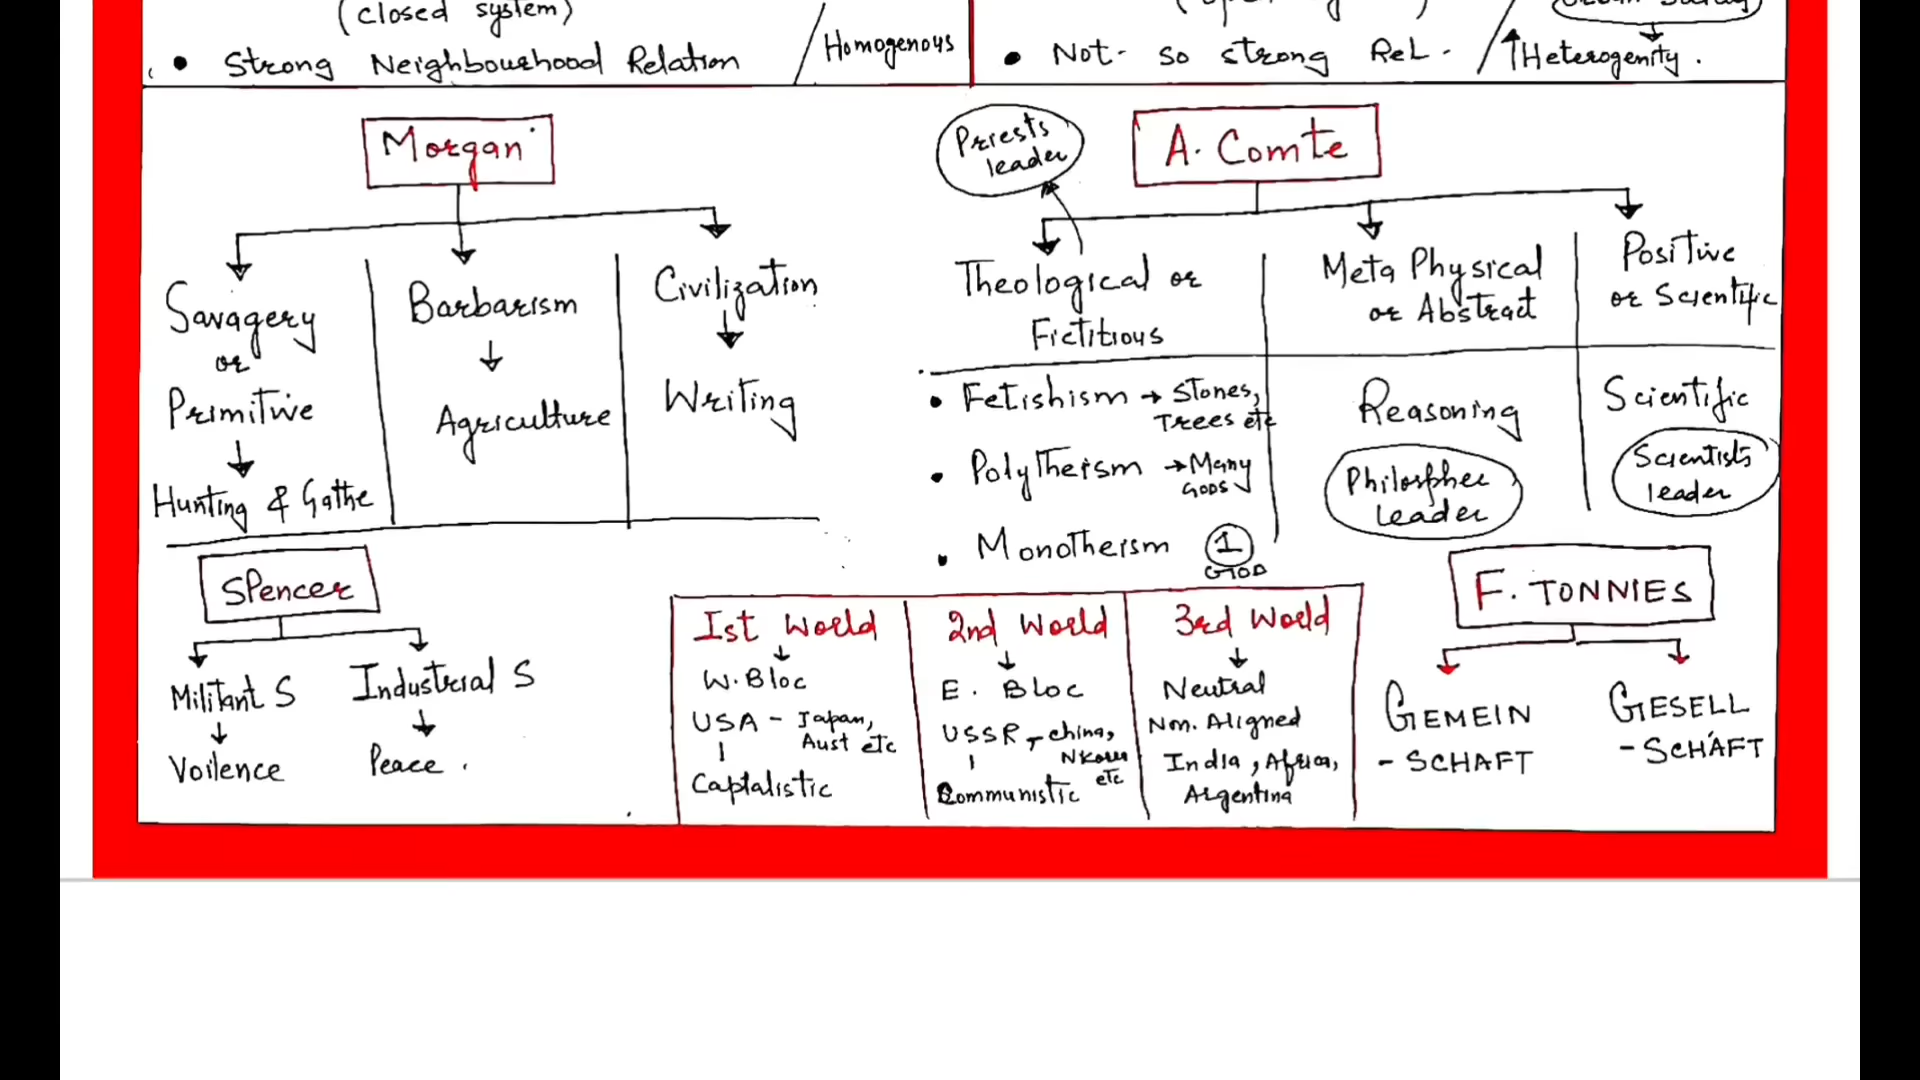 (closed system)
• Strong Neighbourhood Relation / Homogenous
• Not- so strong Rel - / ↑Heterogenity.
Morgan
Savagery
or
Primitive
Hunting & Gathe
Barbarism
Agriculture
Civilization
Writing
Priests
leader
A. Comte
Theological or
Fictitious
• Fetishism → Stones,
Trees etc
• Polytheism → Many
Gods
• Monotheism 1
GOD
Meta Physical
or Abstract
Reasoning
Philospher
leader
Positive
or Scientific
Scientific
Scientists
leader
Spencer
Militant S
Voilence
Industrial S
Peace .
Ist World
W. Bloc
USA - Japan,
Aust etc
Captalistic
2nd World
E. Bloc
USSR - china,
NKorea
etc
Communistic
3rd World
Neutral
Non. Aligned
India, Africa,
Argentina
F. TONNIES
GEMEIN
- SCHAFT
GESELL
- SCHAFT